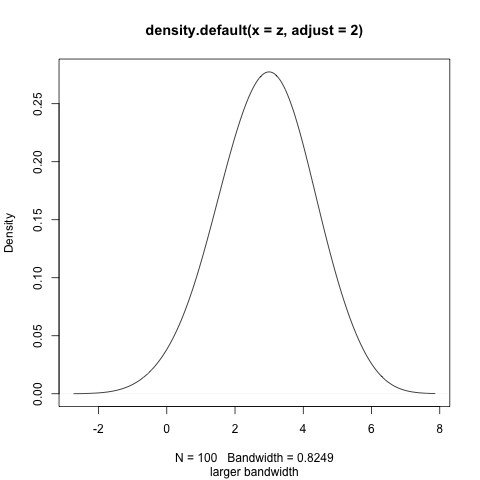 density.default(x = z, adjust = 2)
Density
0.25
0.20
0.15
0.10
0.05
0.00
-2 0 2 4 6 8
N = 100 Bandwidth = 0.8249
larger bandwidth